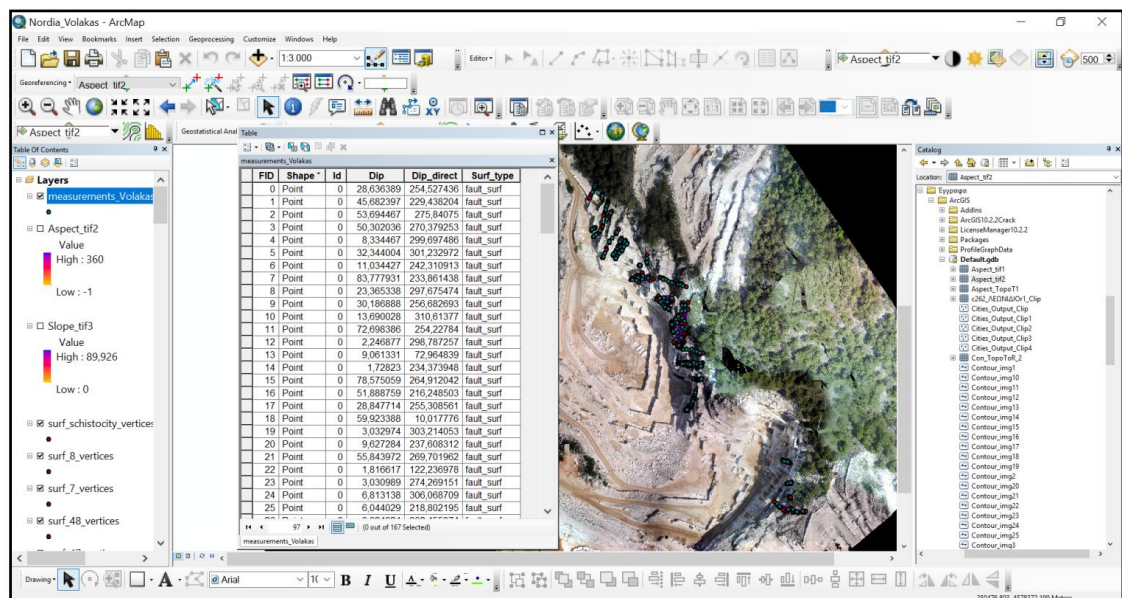 Nordia_Volakas - ArcMap
File Edit View Bookmarks Insert Selection Geoprocessing Customize Windows Help
1:3.000
Editor
Aspect_tif2
500
Georeferencing
Aspect_tif2
Aspect_tif2
Geostatistical Anal
Table Of Contents
Layers
measurements_Volakas
Aspect_tif2
Value
High : 360
Low : -1
Slope_tif3
Value
High : 89,926
Low : 0
surf_schistocity_vertices
surf_8_vertices
surf_7_vertices
surf_48_vertices
Table
measurements_Volakas
FID Shape * Id Dip Dip_direct Surf_type
0 Point 0 28,636389 254,527436 fault_surf
1 Point 0 45,682397 229,438204 fault_surf
2 Point 0 53,694467 275,84075 fault_surf
3 Point 0 50,302036 270,379253 fault_surf
4 Point 0 8,334467 299,697486 fault_surf
5 Point 0 32,344004 301,232972 fault_surf
6 Point 0 11,034427 242,310913 fault_surf
7 Point 0 83,777931 233,861438 fault_surf
8 Point 0 23,365338 297,675474 fault_surf
9 Point 0 30,186888 256,682693 fault_surf
10 Point 0 13,690028 310,61377 fault_surf
11 Point 0 72,698386 254,22784 fault_surf
12 Point 0 2,246877 298,787257 fault_surf
13 Point 0 9,061331 72,964839 fault_surf
14 Point 0 1,72823 234,373948 fault_surf
15 Point 0 78,575059 264,912042 fault_surf
16 Point 0 51,888759 216,248503 fault_surf
17 Point 0 28,847714 255,308561 fault_surf
18 Point 0 59,923388 10,017776 fault_surf
19 Point 0 3,032974 303,214053 fault_surf
20 Point 0 9,627284 237,608312 fault_surf
21 Point 0 55,843972 269,701962 fault_surf
22 Point 0 1,816617 122,236978 fault_surf
23 Point 0 3,030989 274,269151 fault_surf
24 Point 0 6,813138 306,068709 fault_surf
25 Point 0 6,044029 218,802195 fault_surf
97
(0 out of 167 Selected)
measurements_Volakas
Catalog
Location: Aspect_tif2
Έγγραφα
ArcGIS
AddIns
ArcGIS10.2.2Crack
LicenseManager10.2.2
Packages
ProfileGraphData
Default.gdb
Aspect_tif1
Aspect_tif2
Aspect_TopoT1
c262_ΛΕΩΝΙΔΙOr1_Clip
Cities_Output_Clip
Cities_Output_Clip1
Cities_Output_Clip2
Cities_Output_Clip3
Cities_Output_Clip4
Con_TopoToR_2
Contour_img1
Contour_img10
Contour_img11
Contour_img12
Contour_img13
Contour_img14
Contour_img15
Contour_img16
Contour_img17
Contour_img18
Contour_img19
Contour_img2
Contour_img20
Contour_img21
Contour_img22
Contour_img23
Contour_img24
Contour_img25
Contour_img3
Drawing
A
Arial
B I U A